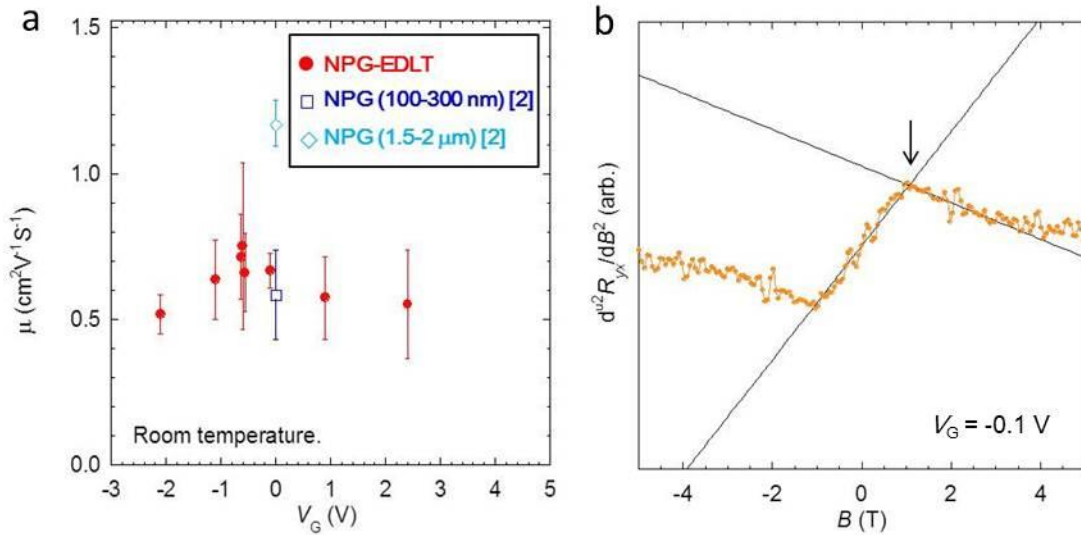 a
1.5
1.0
0.5
0.0
μ (cm²V⁻¹S⁻¹)
NPG-EDLT
NPG (100-300 nm) [2]
NPG (1.5-2 μm) [2]
Room temperature.
-3 -2 -1 0 1 2 3 4 5
V_G (V)
b
d^u2 R_yx/dB² (arb.)
V_G = -0.1 V
-4 -2 0 2 4
B (T)